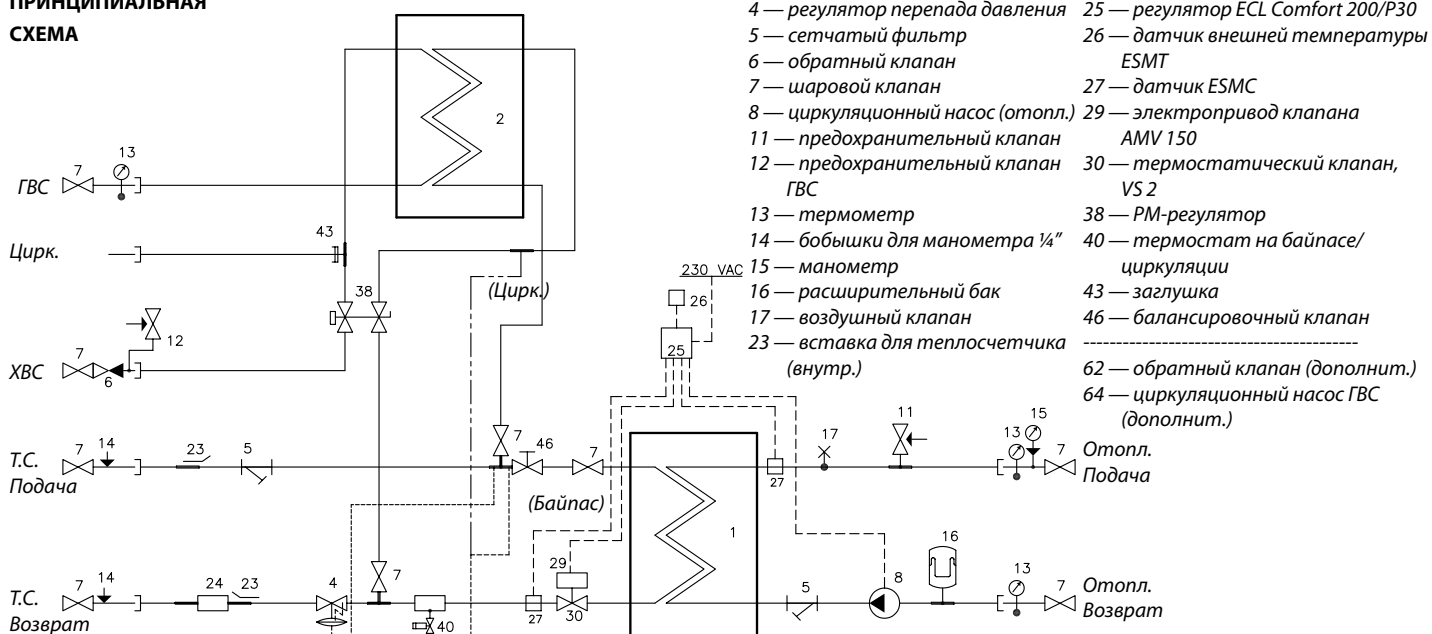 ПРИНЦИПИАЛЬНАЯ
СХЕМА
4 — регулятор перепада давления
5 — сетчатый фильтр
6 — обратный клапан
7 — шаровой клапан
8 — циркуляционный насос (отопл.)
11 — предохранительный клапан
12 — предохранительный клапан
ГВС
13 — термометр
14 — бобышки для манометра ¼”
15 — манометр
16 — расширительный бак
17 — воздушный клапан
23 — вставка для теплосчетчика
(внутр.)
25 — регулятор ECL Comfort 200/P30
26 — датчик внешней температуры
ESMT
27 — датчик ESMC
29 — электропривод клапана
AMV 150
30 — термостатический клапан,
VS 2
38 — PM-регулятор
40 — термостат на байпасе/
циркуляции
43 — заглушка
46 — балансировочный клапан
-----------------------------------------
62 — обратный клапан (дополнит.)
64 — циркуляционный насос ГВС
(дополнит.)
2
ГВС 7 13
Цирк. 43
(Цирк.)
38
12
ХВС 7 6
230 VAC
26
25
Т.С.
Подача
7 14 23 5 7 46 7
(Байпас)
27 17 11 13 15 7
Отопл.
Подача
1
Т.С.
Возврат
7 14 24 23 4 7 40 27 29 30
5 8 16 13 7
Отопл.
Возврат